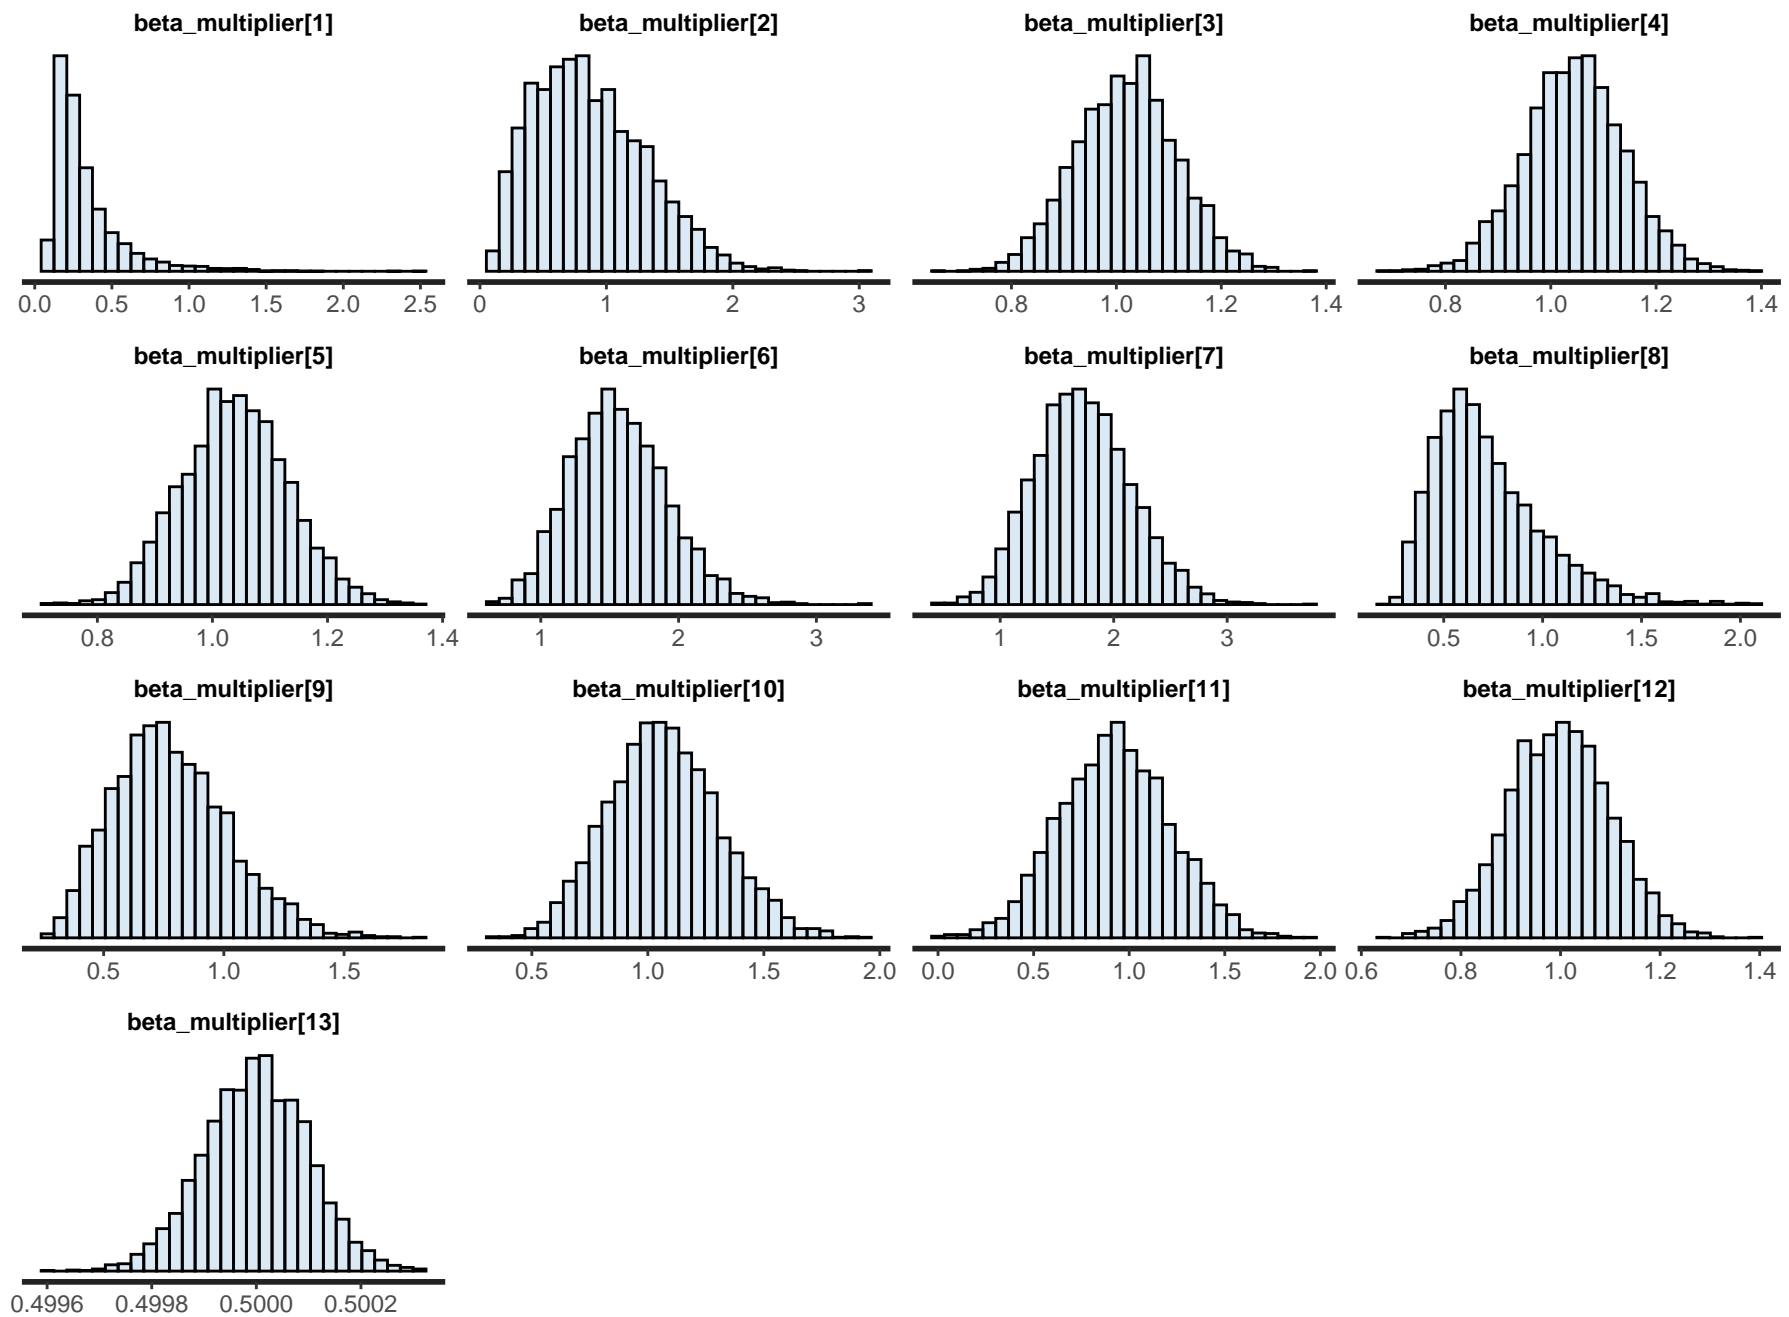 beta_multiplier[1] beta_multiplier[2] beta_multiplier[3] beta_multiplier[4]
0.0 0.5 1.0 1.5 2.0 2.5 0 1 2 3 0.8 1.0 1.2 1.4 0.8 1.0 1.2 1.4
beta_multiplier[5] beta_multiplier[6] beta_multiplier[7] beta_multiplier[8]
0.8 1.0 1.2 1.4 1 2 3 1 2 3 0.5 1.0 1.5 2.0
beta_multiplier[9] beta_multiplier[10] beta_multiplier[11] beta_multiplier[12]
0.5 1.0 1.5 0.5 1.0 1.5 2.0 0.0 0.5 1.0 1.5 2.0 0.6 0.8 1.0 1.2 1.4
beta_multiplier[13]
0.4996 0.4998 0.5000 0.5002